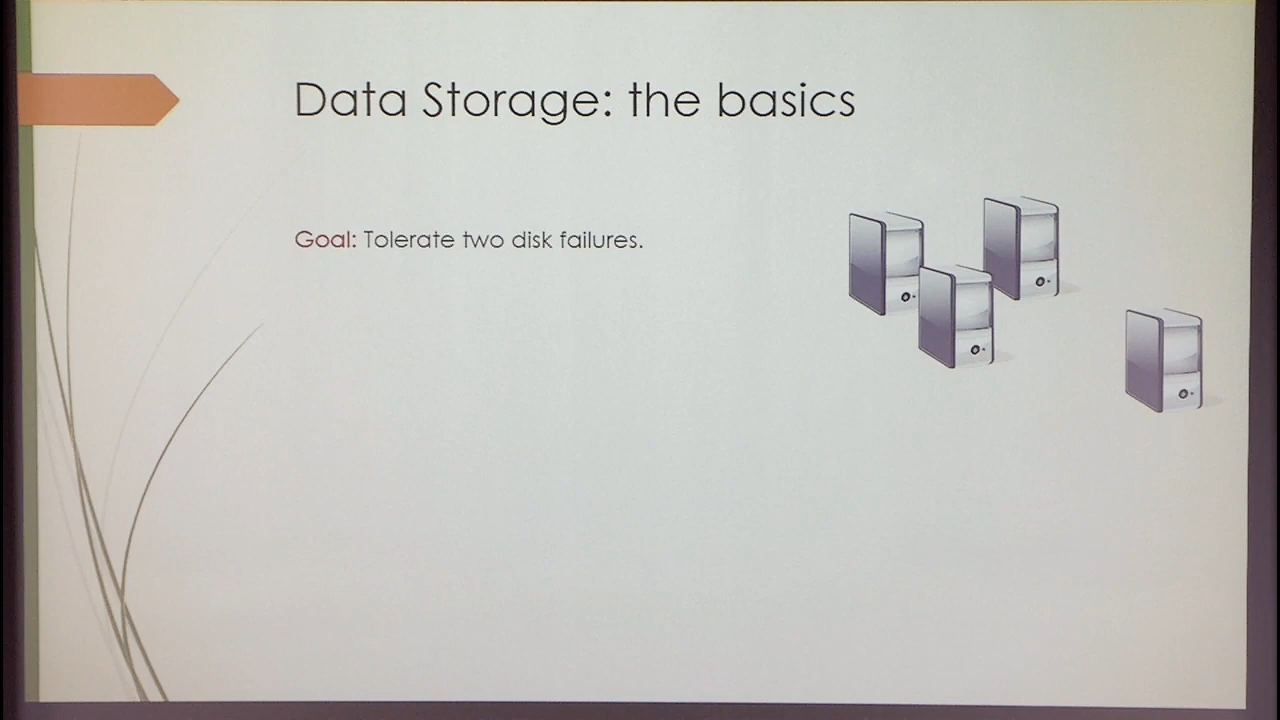 Data Storage: the basics
Goal: Tolerate two disk failures.